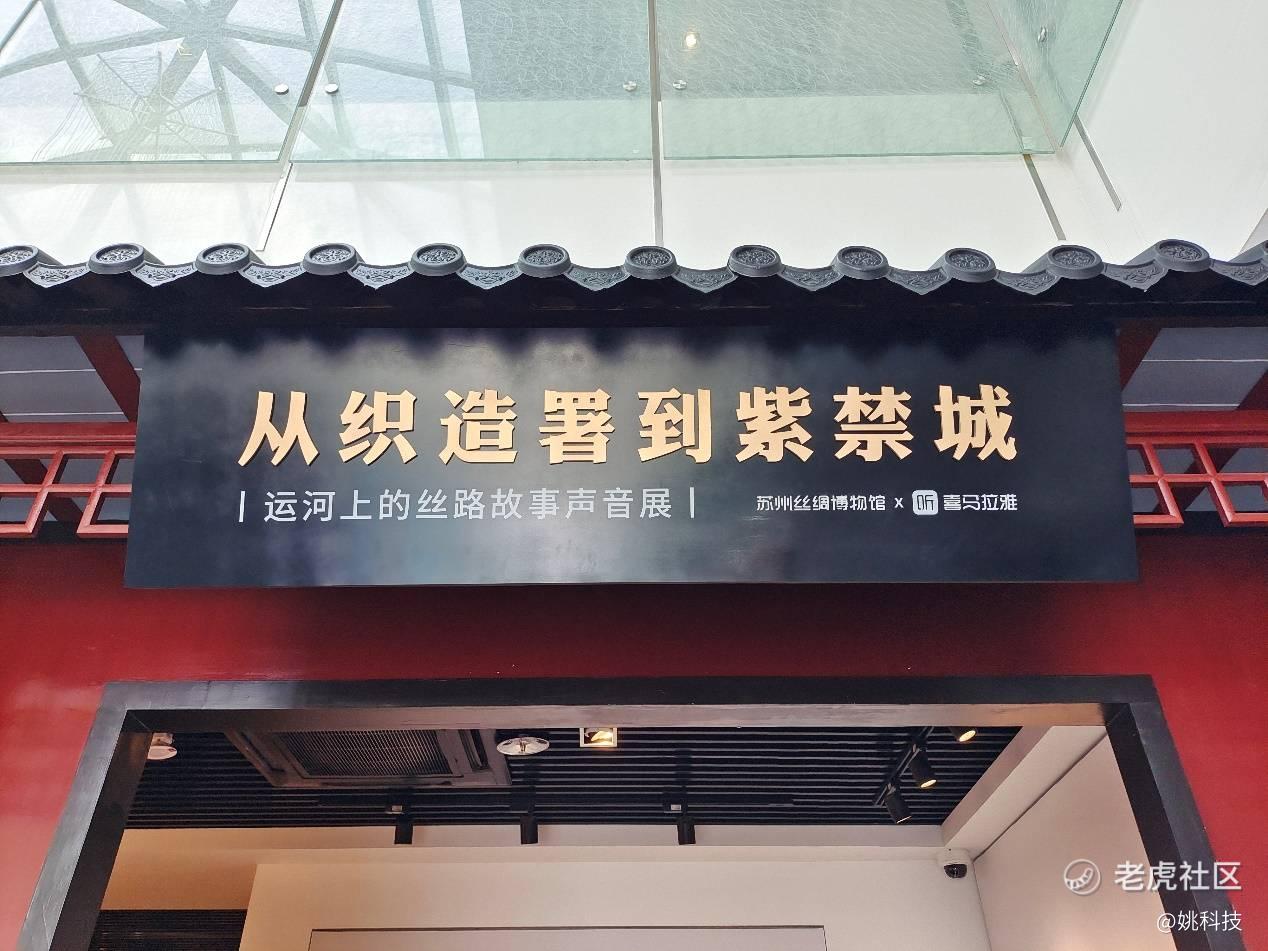 从织造署到紫禁城
|运河上的丝路故事声音展|
苏州丝绸博物馆 x 听 喜马拉雅
老虎社区
@姚科技